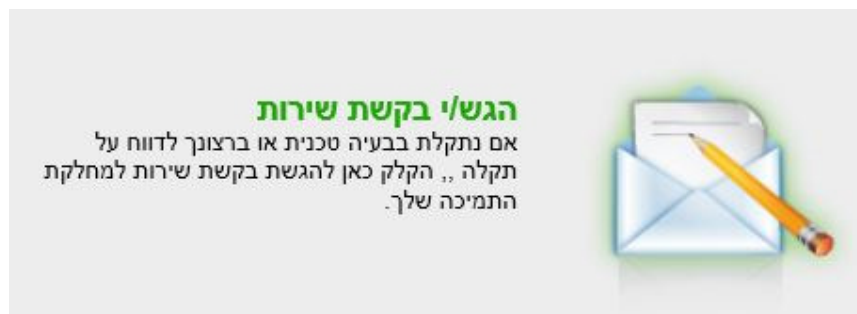 הגש/י בקשת שירות
אם נתקלת בבעיה טכנית או ברצונך לדווח על
תקלה ,, הקלק כאן להגשת בקשת שירות למחלקת
התמיכה שלך.